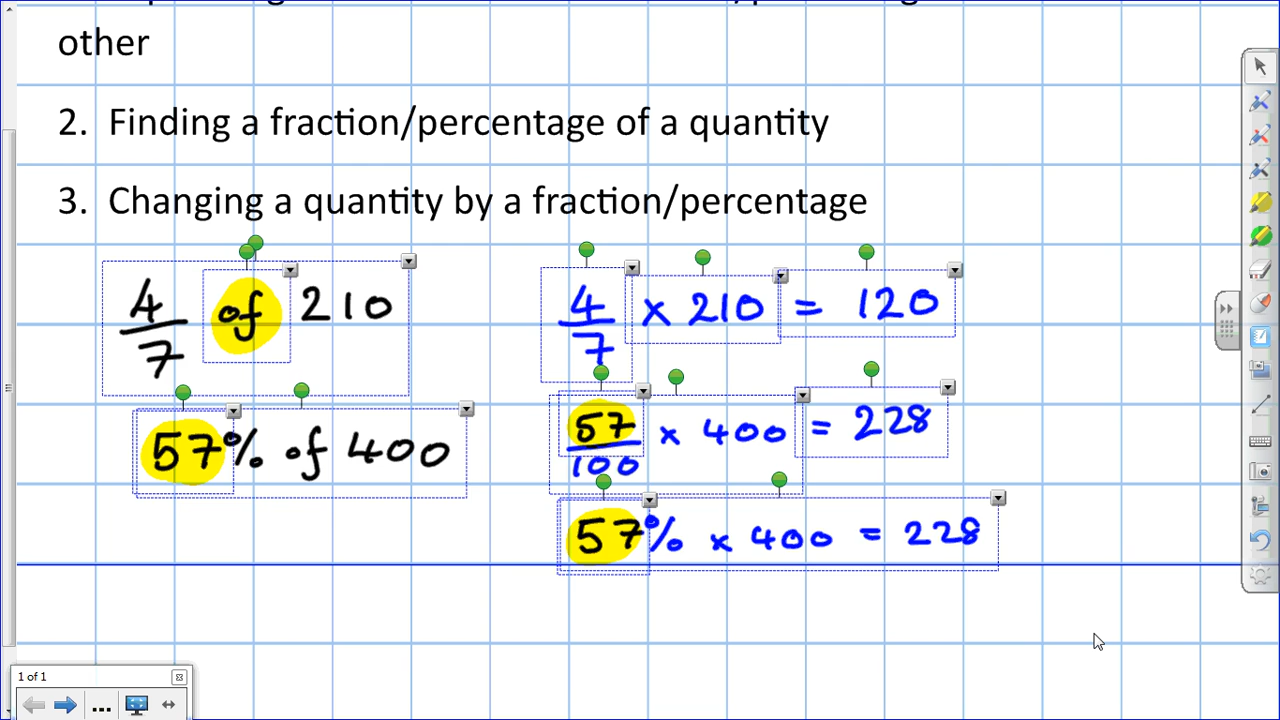 other
2. Finding a fraction/percentage of a quantity
3. Changing a quantity by a fraction/percentage
4/7 of 210
4/7 x 210 = 120
57% of 400
57/100 x 400 = 228
57% x 400 = 228
1 of 1